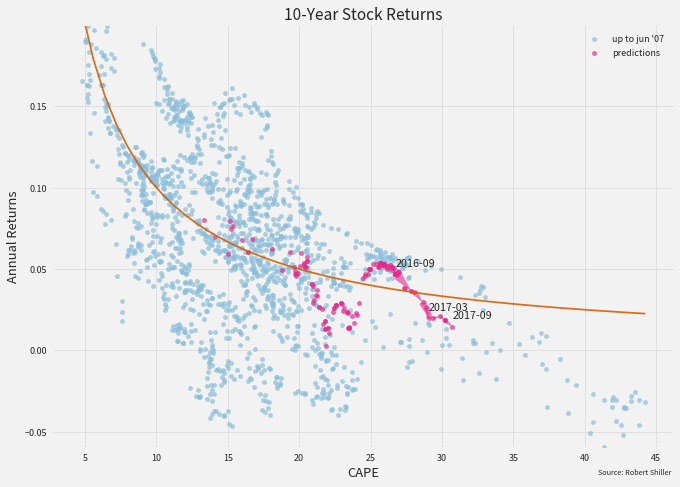 10-Year Stock Returns
up to jun '07
predictions
Annual Returns
0.15
0.10
0.05
0.00
−0.05
2016-09
2017-03
2017-09
5 10 15 20 25 30 35 40 45
CAPE
Source: Robert Shiller